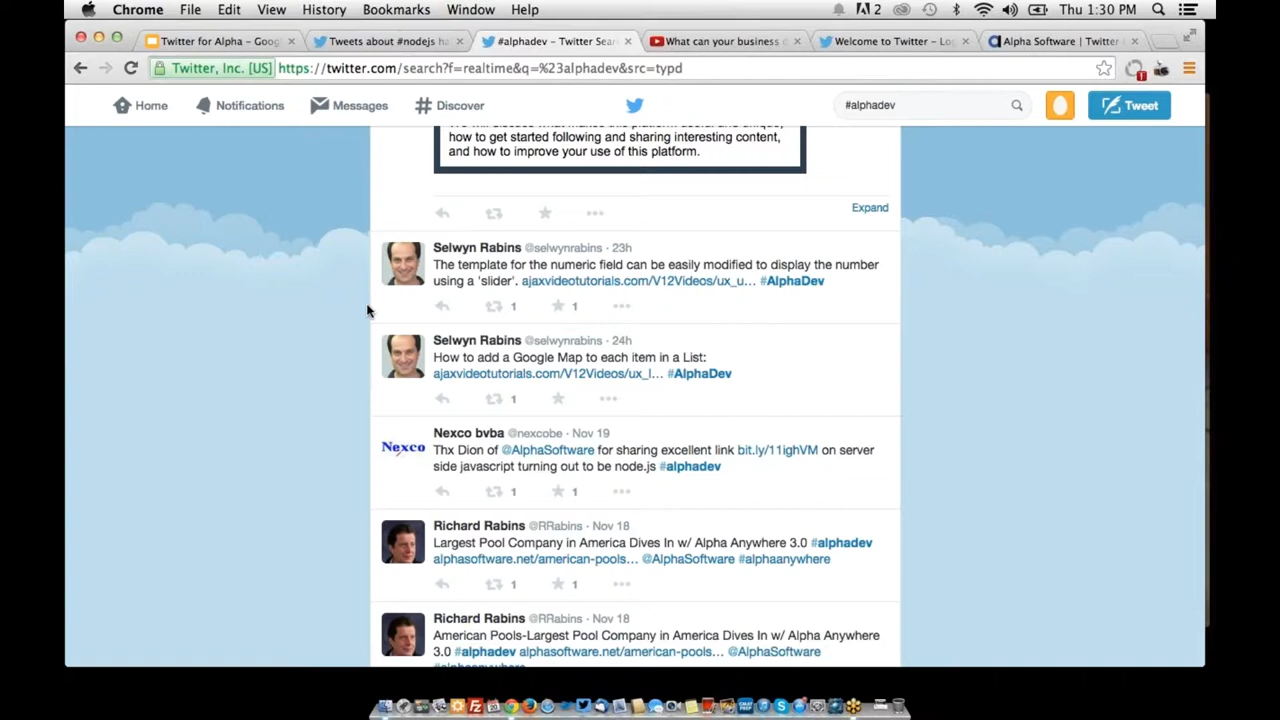 Chrome File Edit View History Bookmarks Window Help 2 Thu 1:30 PM
Twitter for Alpha – Goog Tweets about #nodejs ha #alphadev – Twitter Sear What can your business d Welcome to Twitter – Lo Alpha Software | Twitter
Twitter, Inc. [US] https://twitter.com/search?f=realtime&q=%23alphadev&src=typd
Home Notifications Messages Discover #alphadev Tweet
how to get started following and sharing interesting content,
and how to improve your use of this platform.
Expand
Selwyn Rabins @selwynrabins · 23h
The template for the numeric field can be easily modified to display the number
using a 'slider'. ajaxvideotutorials.com/V12Videos/ux_u… #AlphaDev
1 1
Selwyn Rabins @selwynrabins · 24h
How to add a Google Map to each item in a List:
ajaxvideotutorials.com/V12Videos/ux_l… #AlphaDev
1
Nexco
Nexco bvba @nexcobe · Nov 19
Thx Dion of @AlphaSoftware for sharing excellent link bit.ly/11ighVM on server
side javascript turning out to be node.js #alphadev
1 1
Richard Rabins @RRabins · Nov 18
Largest Pool Company in America Dives In w/ Alpha Anywhere 3.0 #alphadev
alphasoftware.net/american-pools… @AlphaSoftware #alphaanywhere
1 1
Richard Rabins @RRabins · Nov 18
American Pools-Largest Pool Company in America Dives In w/ Alpha Anywhere
3.0 #alphadev alphasoftware.net/american-pools… @AlphaSoftware